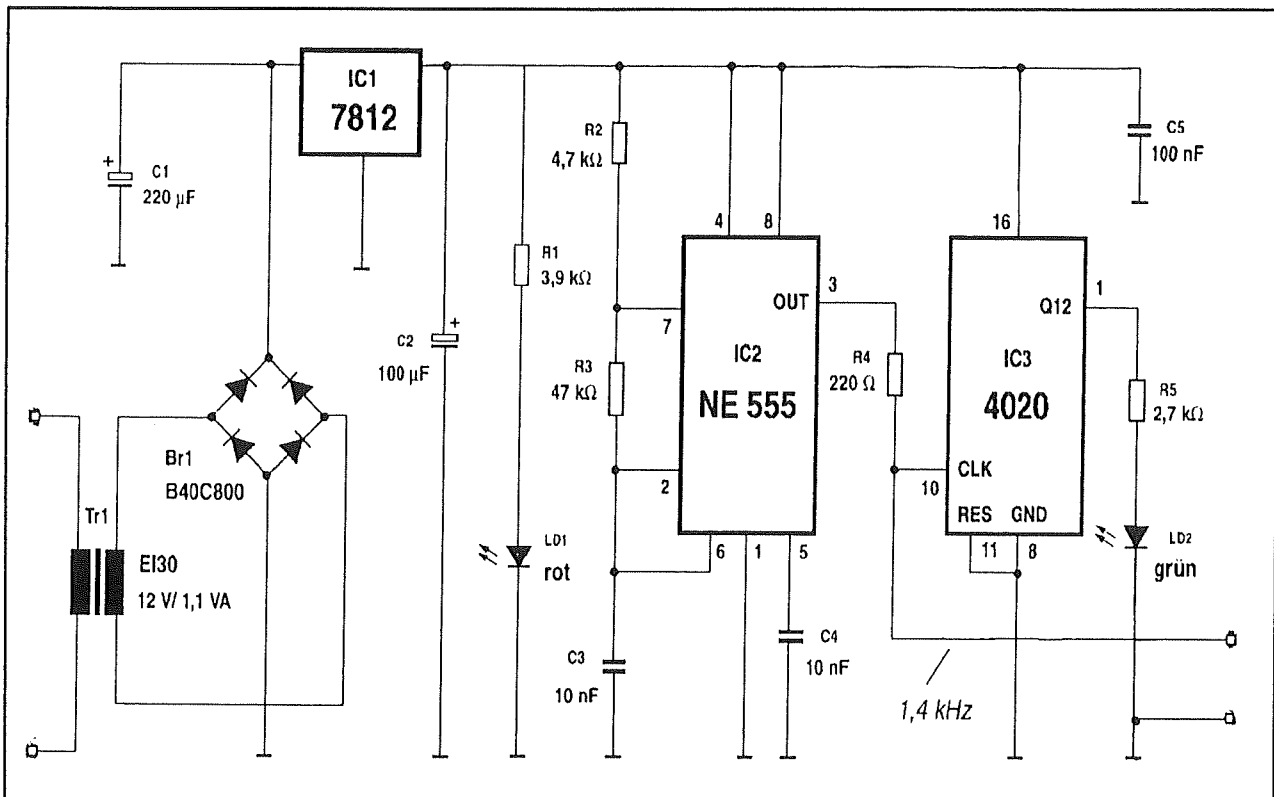 IC1
7812
+
C1
220 µF
R2
4,7 kΩ
C5
100 nF
4
8
16
R1
3,9 kΩ
OUT
3
Q12
1
+
C2
100 µF
7
IC2
NE 555
R3
47 kΩ
R4
220 Ω
IC3
4020
R5
2,7 kΩ
Br1
B40C800
2
CLK
10
RES
GND
Tr1
EI30
12 V/ 1,1 VA
LD1
rot
6
1
5
11
8
LD2
grün
C3
10 nF
C4
10 nF
1,4 kHz